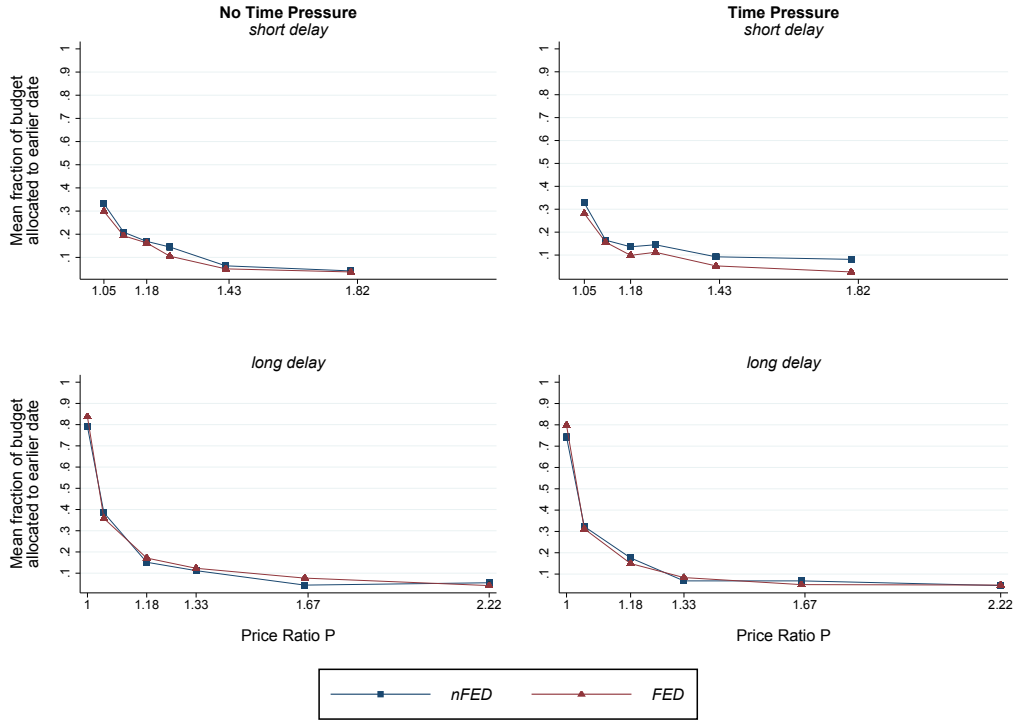 No Time Pressure
short delay
Mean fraction of budget
allocated to earlier date
1
.9
.8
.7
.6
.5
.4
.3
.2
.1
1.05 1.18 1.43 1.82
Time Pressure
short delay
1
.9
.8
.7
.6
.5
.4
.3
.2
.1
1.05 1.18 1.43 1.82
long delay
Mean fraction of budget
allocated to earlier date
1
.9
.8
.7
.6
.5
.4
.3
.2
.1
1 1.18 1.33 1.67 2.22
Price Ratio P
long delay
1
.9
.8
.7
.6
.5
.4
.3
.2
.1
1 1.18 1.33 1.67 2.22
Price Ratio P
nFED FED